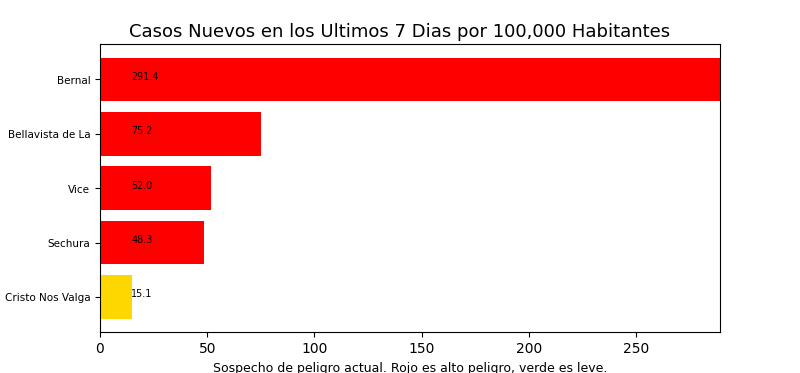 Casos Nuevos en los Ultimos 7 Dias por 100,000 Habitantes
Bernal 291.4
Bellavista de La 75.2
Vice 52.0
Sechura 48.3
Cristo Nos Valga 15.1
0 50 100 150 200 250
Sospecho de peligro actual. Rojo es alto peligro, verde es leve.